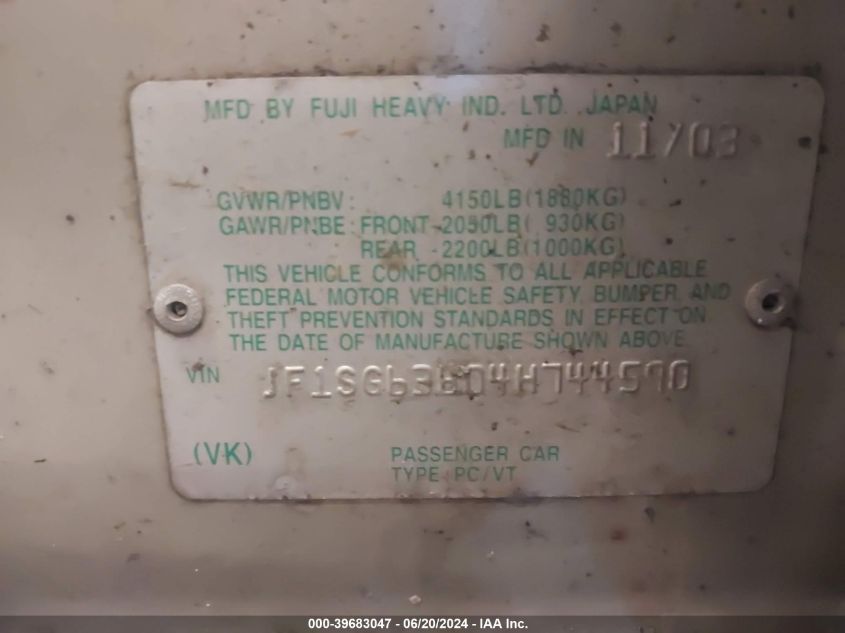 MFD BY FUJI HEAVY IND. LTD. JAPAN
MFD IN 11/03
GVWR/PNBV: 4150LB(1880KG)
GAWR/PNBE: FRONT-2050LB( 930KG)
REAR -2200LB(1000KG)
THIS VEHICLE CONFORMS TO ALL APPLICABLE
FEDERAL MOTOR VEHICLE SAFETY, BUMPER, AND
THEFT PREVENTION STANDARDS IN EFFECT ON
THE DATE OF MANUFACTURE SHOWN ABOVE.
VIN JF1SG63604H744590
(VK) PASSENGER CAR
TYPE:PC/VT
000-39683047 - 06/20/2024 - IAA Inc.